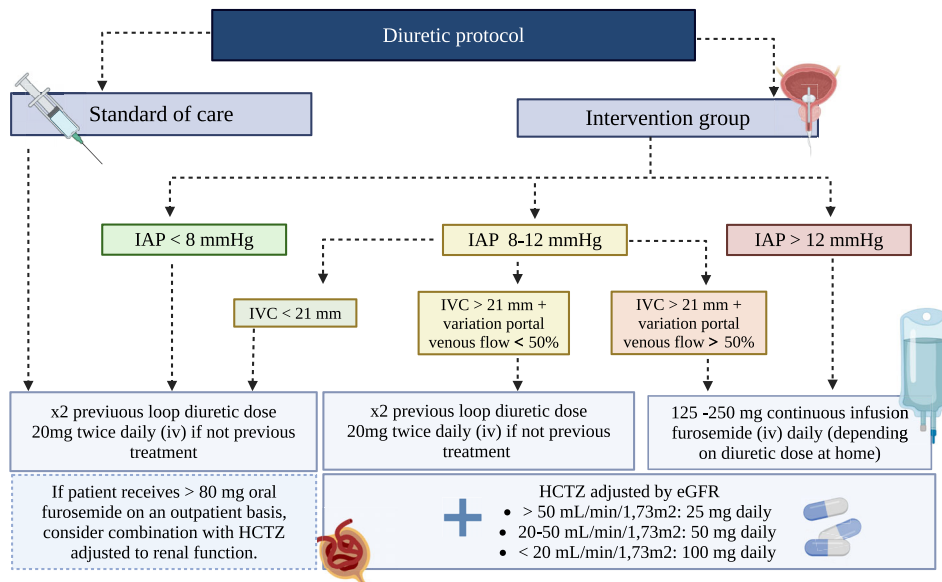 Diuretic protocol
Standard of care
Intervention group
IAP < 8 mmHg
IAP 8-12 mmHg
IAP > 12 mmHg
IVC < 21 mm
IVC > 21 mm +
variation portal
venous flow < 50%
IVC > 21 mm +
variation portal
venous flow > 50%
x2 previuous loop diuretic dose
20mg twice daily (iv) if not previous
treatment
x2 previous loop diuretic dose
20mg twice daily (iv) if not previous
treatment
125 -250 mg continuous infusion
furosemide (iv) daily (depending
on diuretic dose at home)
If patient receives > 80 mg oral
furosemide on an outpatient basis,
consider combination with HCTZ
adjusted to renal function.
HCTZ adjusted by eGFR
• > 50 mL/min/1,73m2: 25 mg daily
• 20-50 mL/min/1,73m2: 50 mg daily
• < 20 mL/min/1,73m2: 100 mg daily